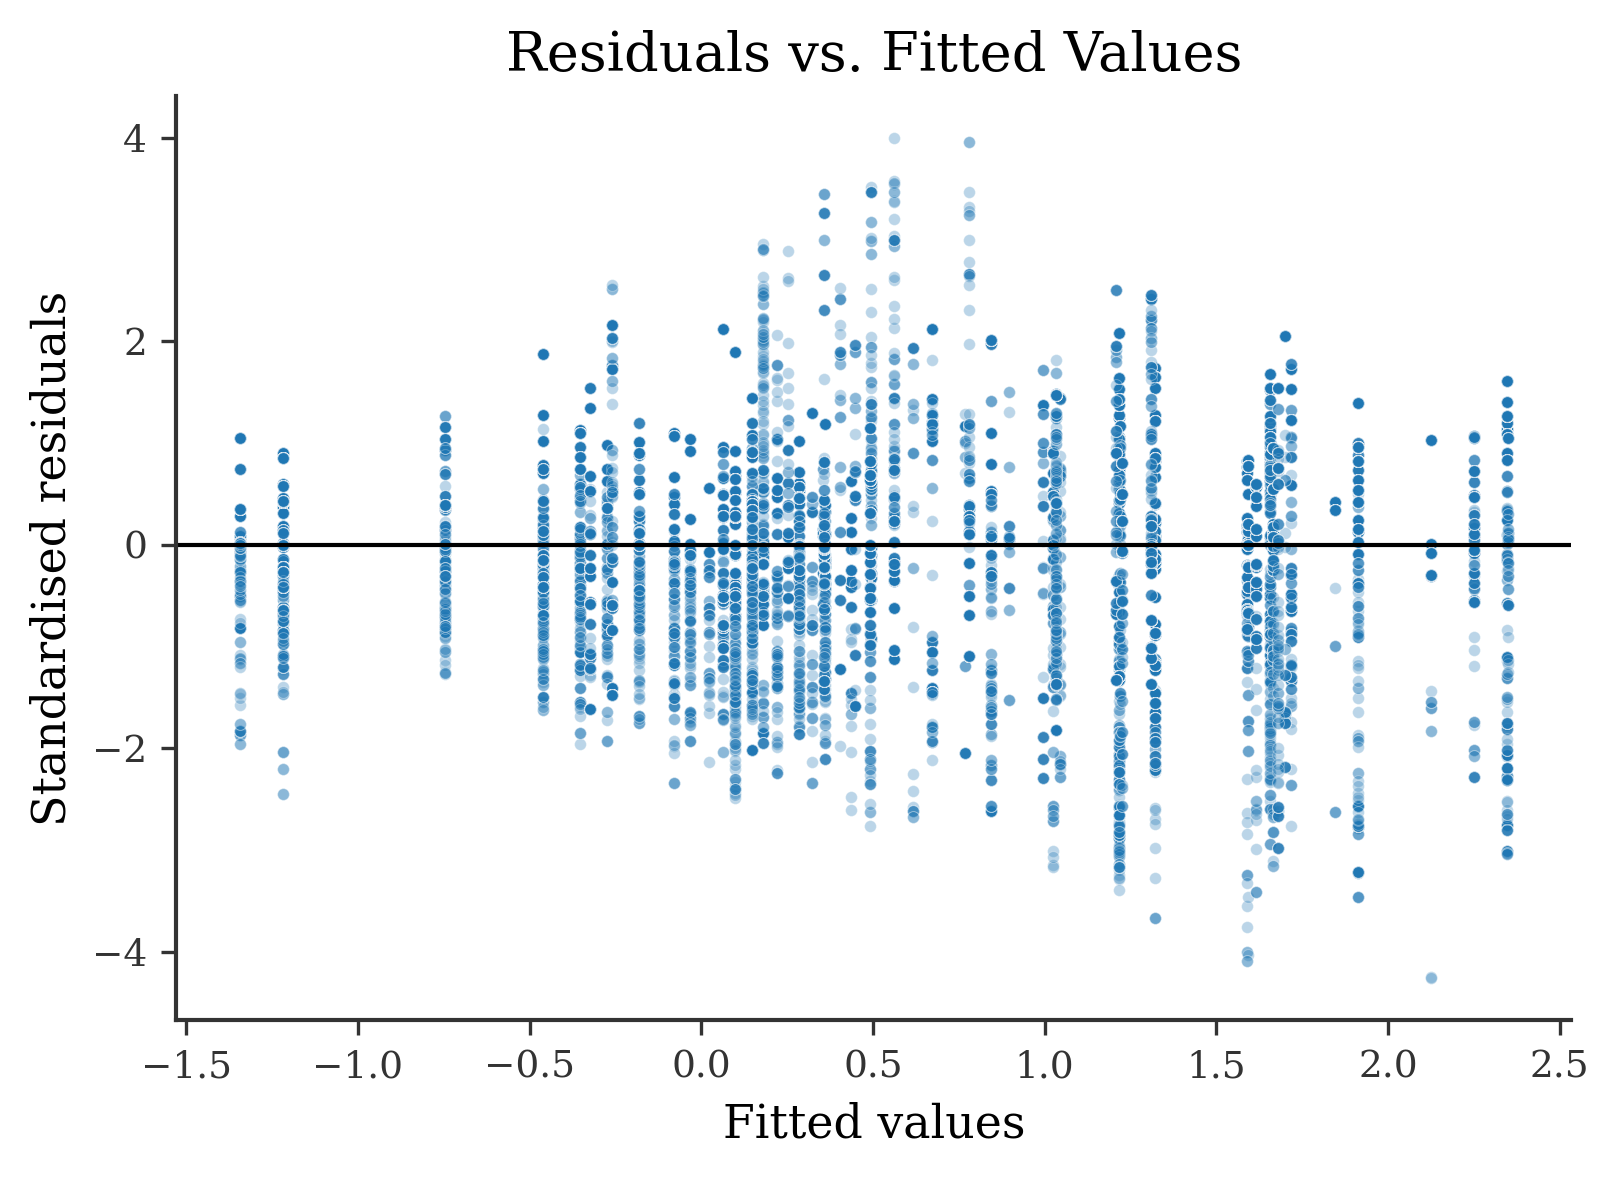 Residuals vs. Fitted Values
4
2
0
−2
−4
Standardised residuals
−1.5 −1.0 −0.5 0.0 0.5 1.0 1.5 2.0 2.5
Fitted values